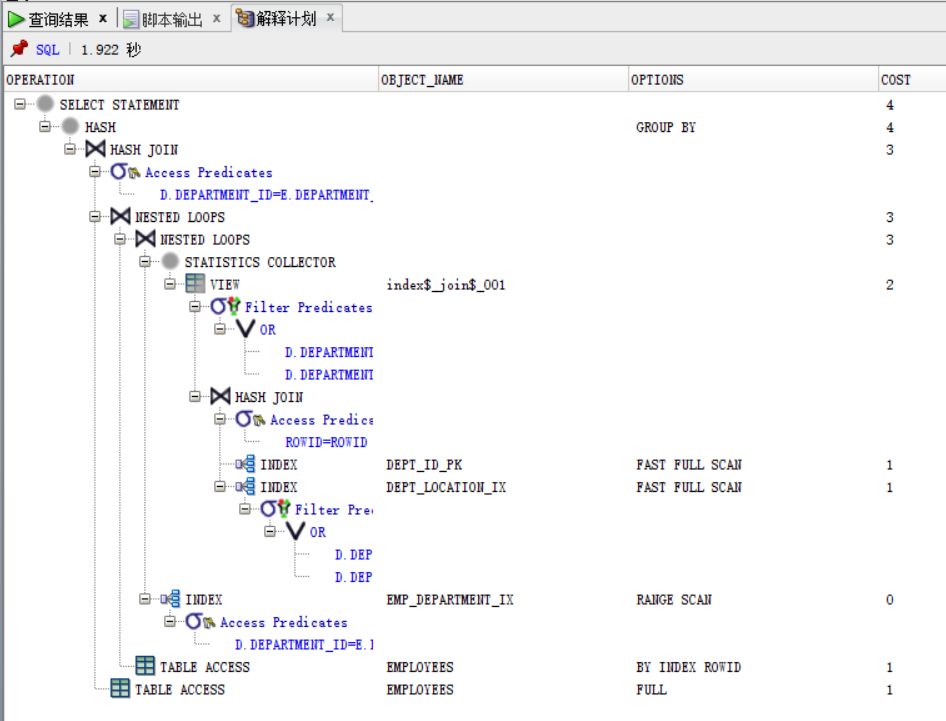 查询结果 × 脚本输出 × 解释计划 ×
SQL | 1.922 秒
OPERATION OBJECT_NAME OPTIONS COST
SELECT STATEMENT 4
HASH GROUP BY 4
HASH JOIN 3
Access Predicates
D.DEPARTMENT_ID=E.DEPARTMENT_
NESTED LOOPS 3
NESTED LOOPS 3
STATISTICS COLLECTOR
VIEW index$_join$_001 2
Filter Predicates
OR
D.DEPARTMENT
D.DEPARTMENT
HASH JOIN
Access Predica
ROWID=ROWID
INDEX DEPT_ID_PK FAST FULL SCAN 1
INDEX DEPT_LOCATION_IX FAST FULL SCAN 1
Filter Pre
OR
D.DEP
D.DEP
INDEX EMP_DEPARTMENT_IX RANGE SCAN 0
Access Predicates
D.DEPARTMENT_ID=E.
TABLE ACCESS EMPLOYEES BY INDEX ROWID 1
TABLE ACCESS EMPLOYEES FULL 1